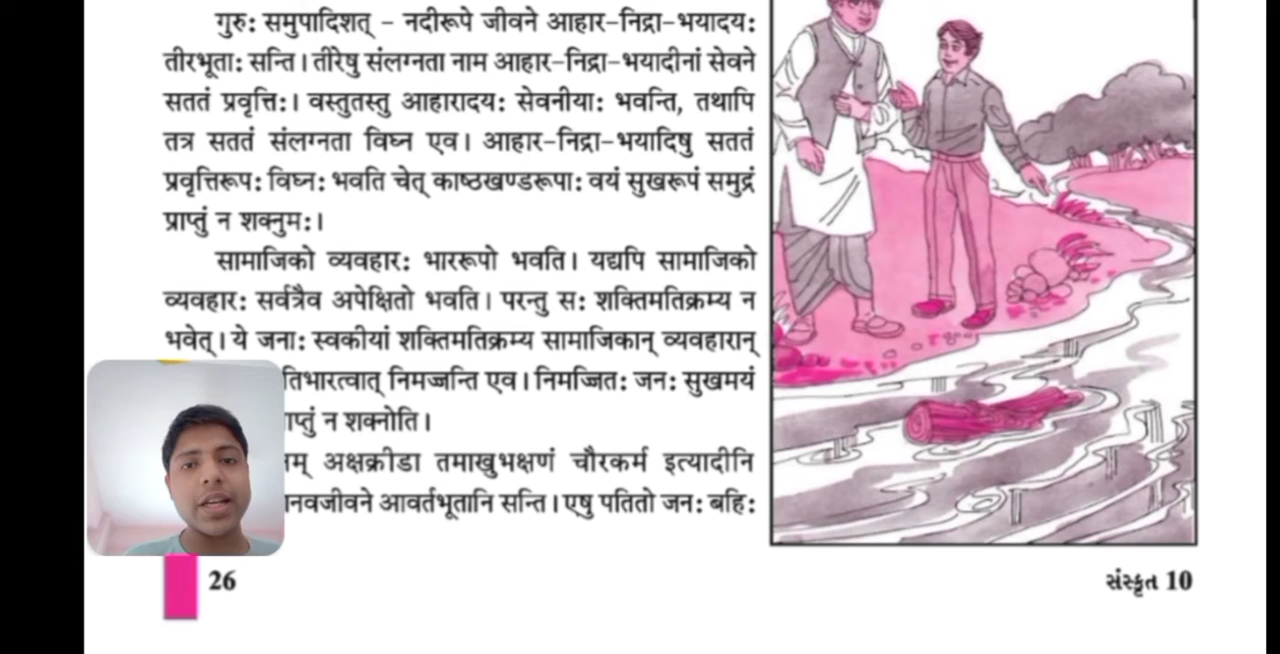 गुरु: समुपादिशत् – नदीरूपे जीवने आहार-निद्रा-भयादय:
तीरभूता: सन्ति। तीरेषु संलग्नता नाम आहार-निद्रा-भयादीनां सेवने
सततं प्रवृत्ति:। वस्तुतस्तु आहारादय: सेवनीया: भवन्ति, तथापि
तत्र सततं संलग्नता विघ्न एव। आहार-निद्रा-भयादिषु सततं
प्रवृत्तिरूप: विघ्न: भवति चेत् काष्ठखण्डरूपा: वयं सुखरूपं समुद्रं
प्राप्तुं न शक्नुम:।
सामाजिको व्यवहार: भाररूपो भवति। यद्यपि सामाजिको
व्यवहार: सर्वत्रैव अपेक्षितो भवति। परन्तु स: शक्तिमतिक्रम्य न
भवेत्। ये जना: स्वकीयां शक्तिमतिक्रम्य सामाजिकान् व्यवहारान्
तिभारत्वात् निमज्जन्ति एव। निमज्जित: जन: सुखमयं
प्तुं न शक्नोति।
म् अक्षक्रीडा तमाखुभक्षणं चौरकर्म इत्यादीनि
नवजीवने आवर्तभूतानि सन्ति। एषु पतितो जन: बहि:
26
સંસ્કૃત 10